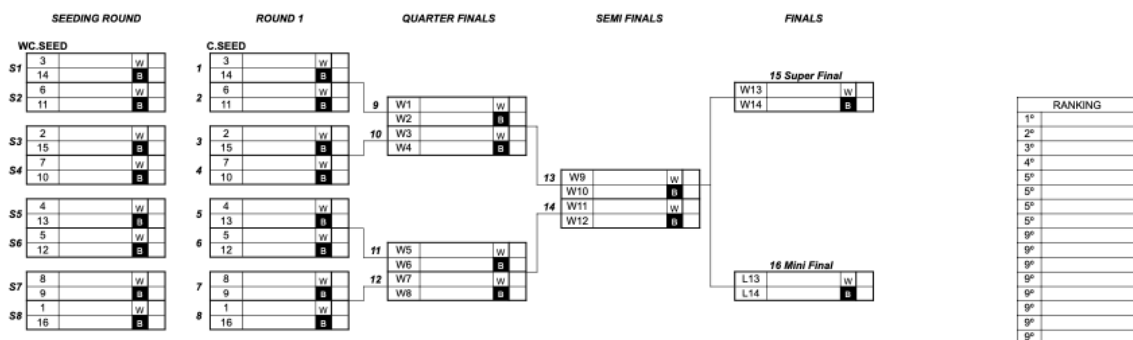 SEEDING ROUND ROUND 1 QUARTER FINALS SEMI FINALS FINALS
WC.SEED C.SEED
S1 3 W 1 3 W
14 B 14 B
15 Super Final
S2 6 W 2 6 W
W13 W
11 B 11 B 9 W1 W W14 B
RANKING
W2 B
1º
S3 2 W 3 2 W 10 W3 W
2º
15 B 15 B W4 B
3º
S4 7 W 4 7 W
4º
10 B 10 B 13 W9 W
5º
W10 B
5º
S5 4 W 5 4 W 14 W11 W
5º
13 B 13 B W12 B
5º
S6 5 W 6 5 W
9º
12 B 12 B 11 W5 W
9º
W6 B 16 Mini Final
9º
S7 8 W 7 8 W 12 W7 W L13 W
9º
9 B 9 B W8 B L14 B
9º
S8 1 W 8 1 W
9º
16 B 16 B
9º
9º